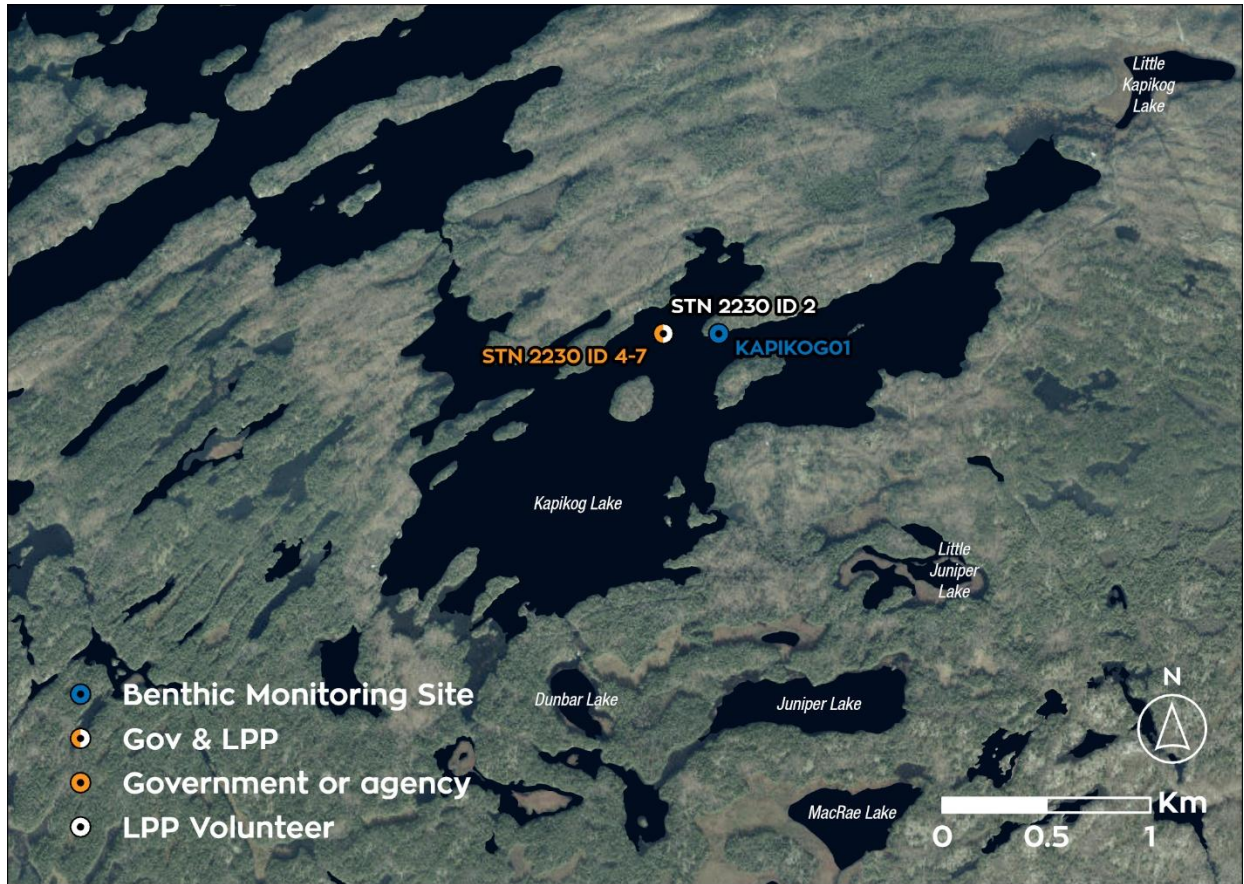 Little
Kapikog
Lake
STN 2230 ID 2
STN 2230 ID 4-7
KAPIKOG01
Kapikog Lake
Little
Juniper
Lake
Dunbar Lake
Juniper Lake
MacRae Lake
Benthic Monitoring Site
Gov & LPP
Government or agency
LPP Volunteer
N
Km
0 0.5 1